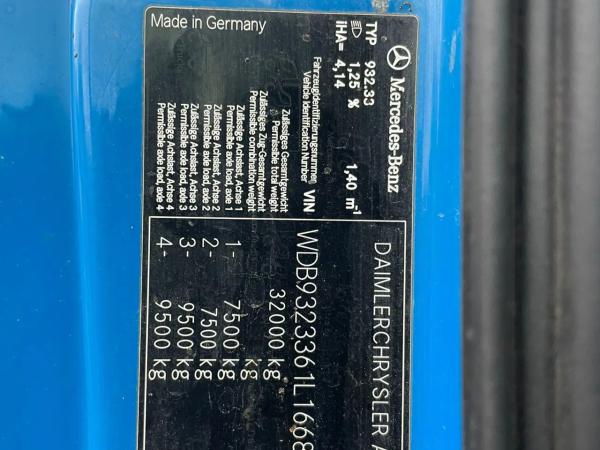 Mercedes-Benz
DAIMLERCHRYSLER A
TYP 932.33
1,25 % 1,40 m⁻¹
iHA= 4,14
Fahrzeugidentifizierungsnummer
Vehicle Identification Number VIN WDB9323361L1668
Zulässiges Gesamtgewicht
Permissible total weight 32000 kg
Zulässiges Zug-Gesamtgewicht
Permissible combination weight
Zulässige Achslast, Achse 1
Permissible axle load, axle 1 1- 7500 kg
Zulässige Achslast, Achse 2
Permissible axle load, axle 2 2- 7500 kg
Zulässige Achslast, Achse 3
Permissible axle load, axle 3 3- 9500 kg
Zulässige Achslast, Achse 4
Permissible axle load, axle 4 4- 9500 kg
Made in Germany